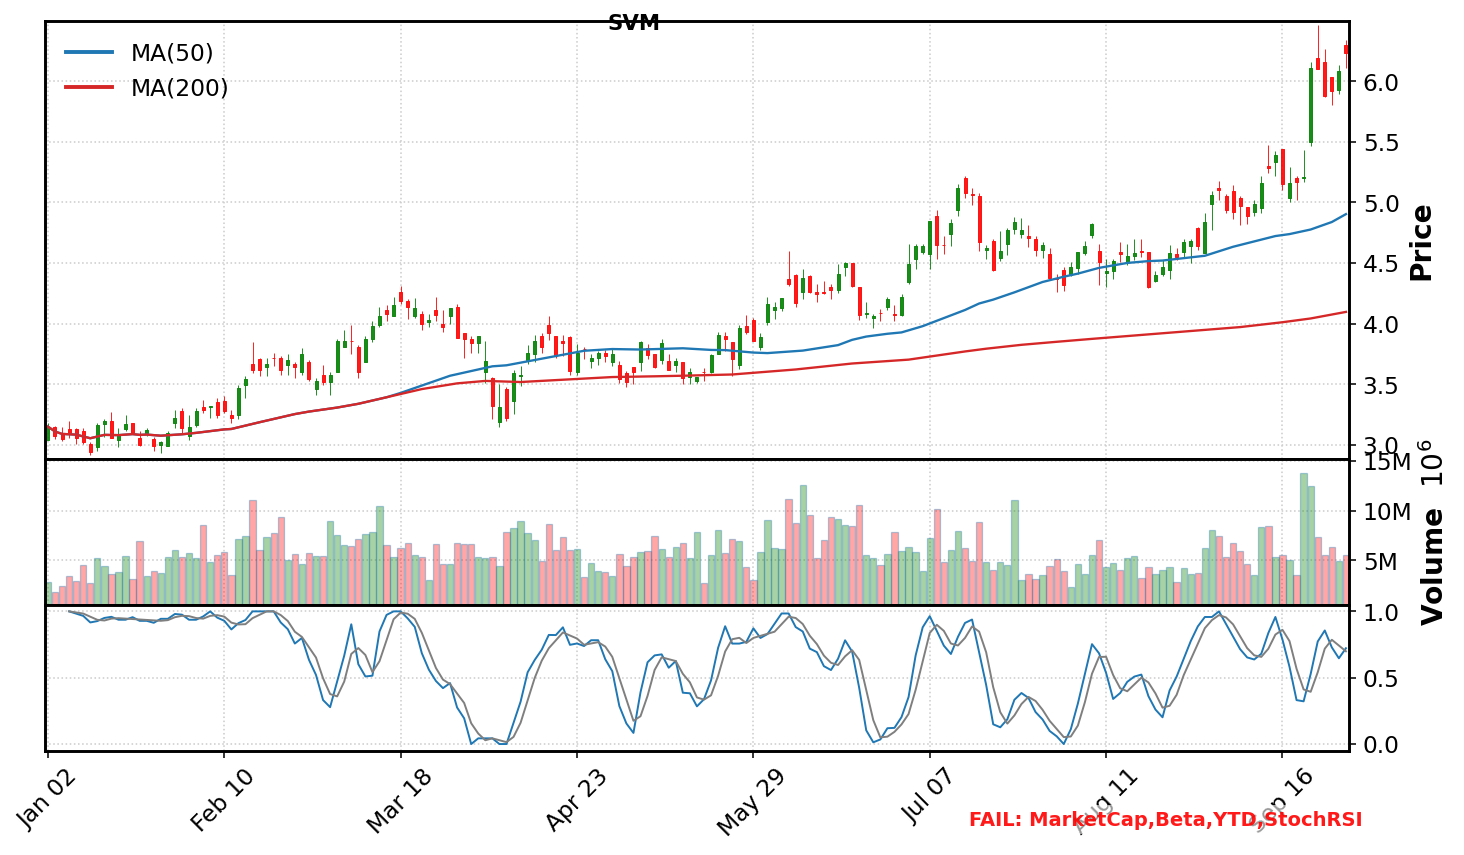 SVM
MA(50)
MA(200)
6.0
5.5
5.0
4.5
4.0
3.5
3.0
Price
15M
10M
5M
Volume 10^6
1.0
0.5
0.0
Jan 02
Feb 10
Mar 18
Apr 23
May 29
Jul 07
Aug 11
Sep 16
FAIL: MarketCap,Beta,YTD,StochRSI